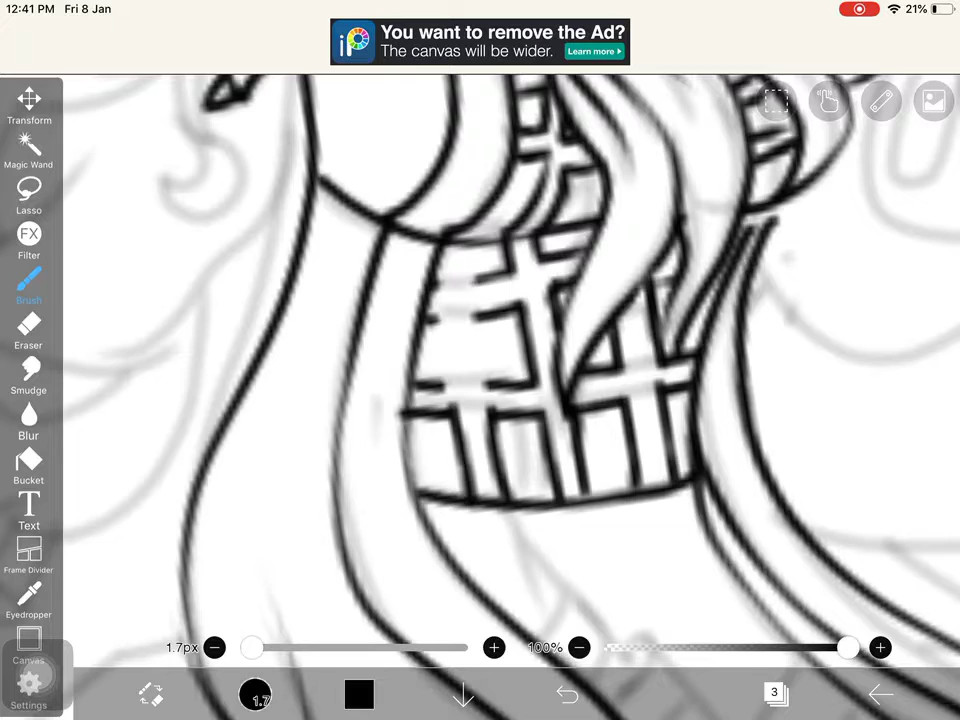 12:41 PM Fri 8 Jan
21%
iP
You want to remove the Ad?
The canvas will be wider.
Learn more
Transform
Magic Wand
Lasso
FX
Filter
Brush
Eraser
Smudge
Blur
Bucket
T
Text
Frame Divider
Eyedropper
Canvas
Settings
1.7px
100%
1.7
3